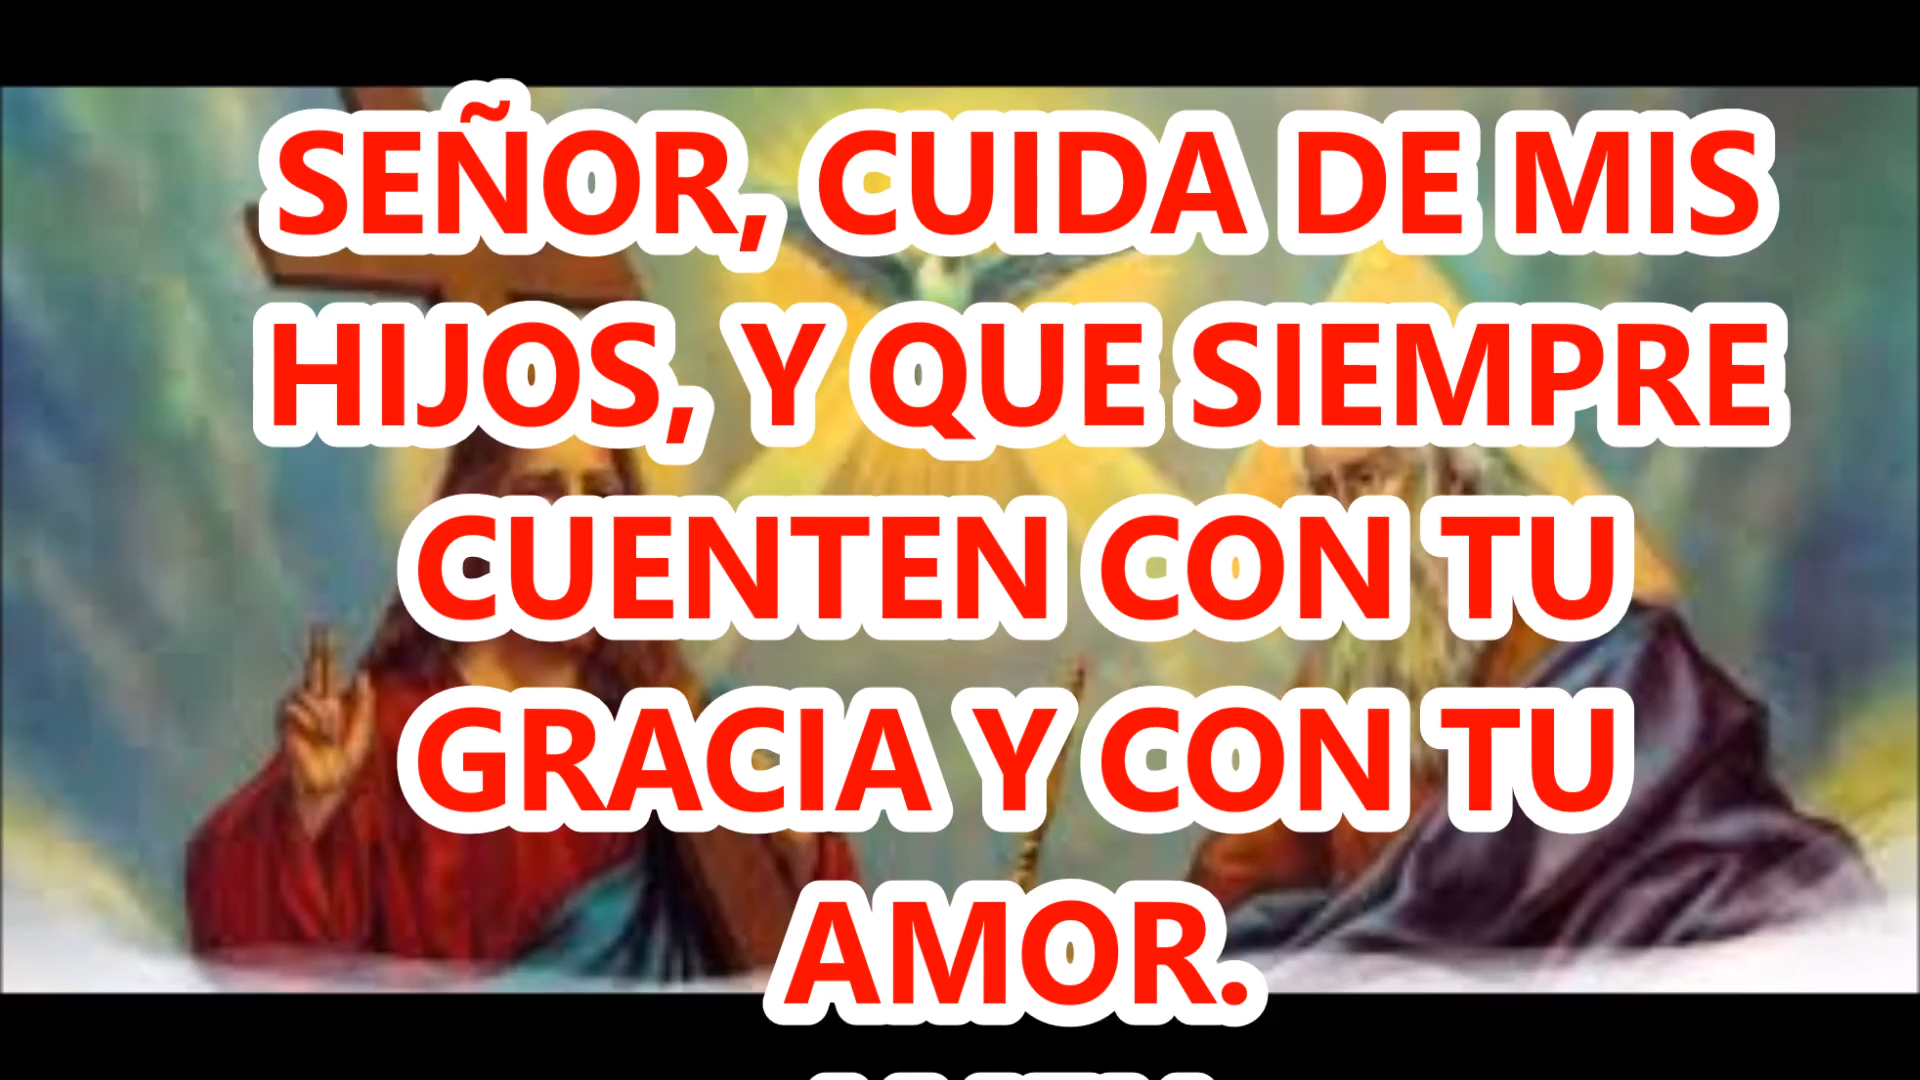 SEÑOR, CUIDA DE MIS
HIJOS, Y QUE SIEMPRE
CUENTEN CON TU
GRACIA Y CON TU
AMOR.